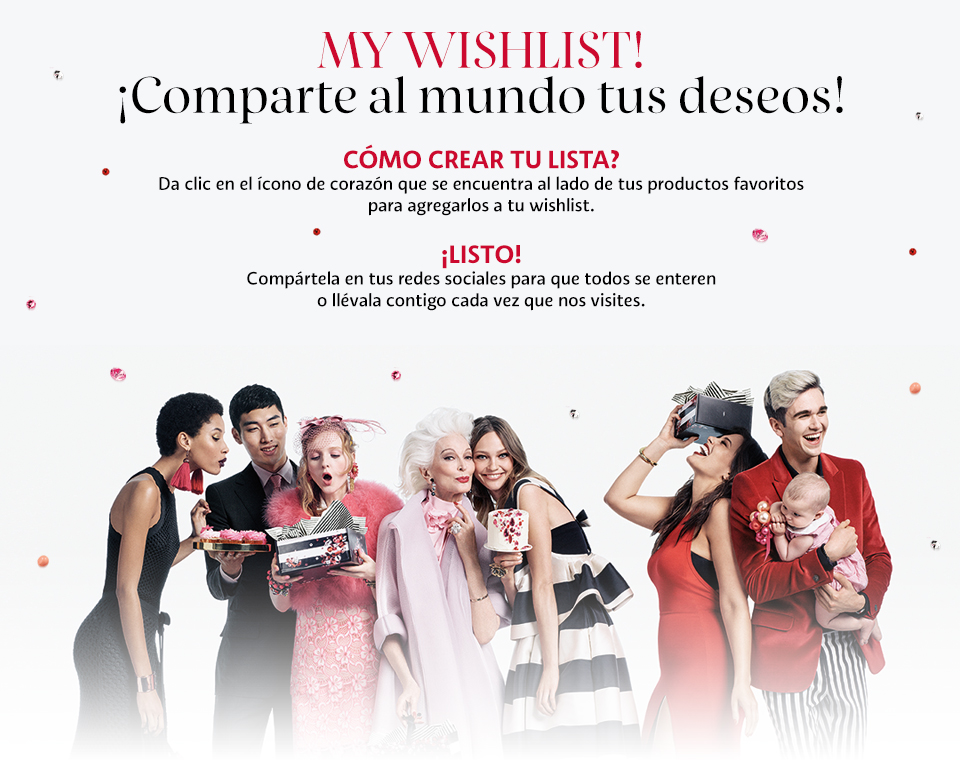 MY WISHLIST!
¡Comparte al mundo tus deseos!
CÓMO CREAR TU LISTA?
Da clic en el ícono de corazón que se encuentra al lado de tus productos favoritos
para agregarlos a tu wishlist.
¡LISTO!
Compártela en tus redes sociales para que todos se enteren
o llévala contigo cada vez que nos visites.